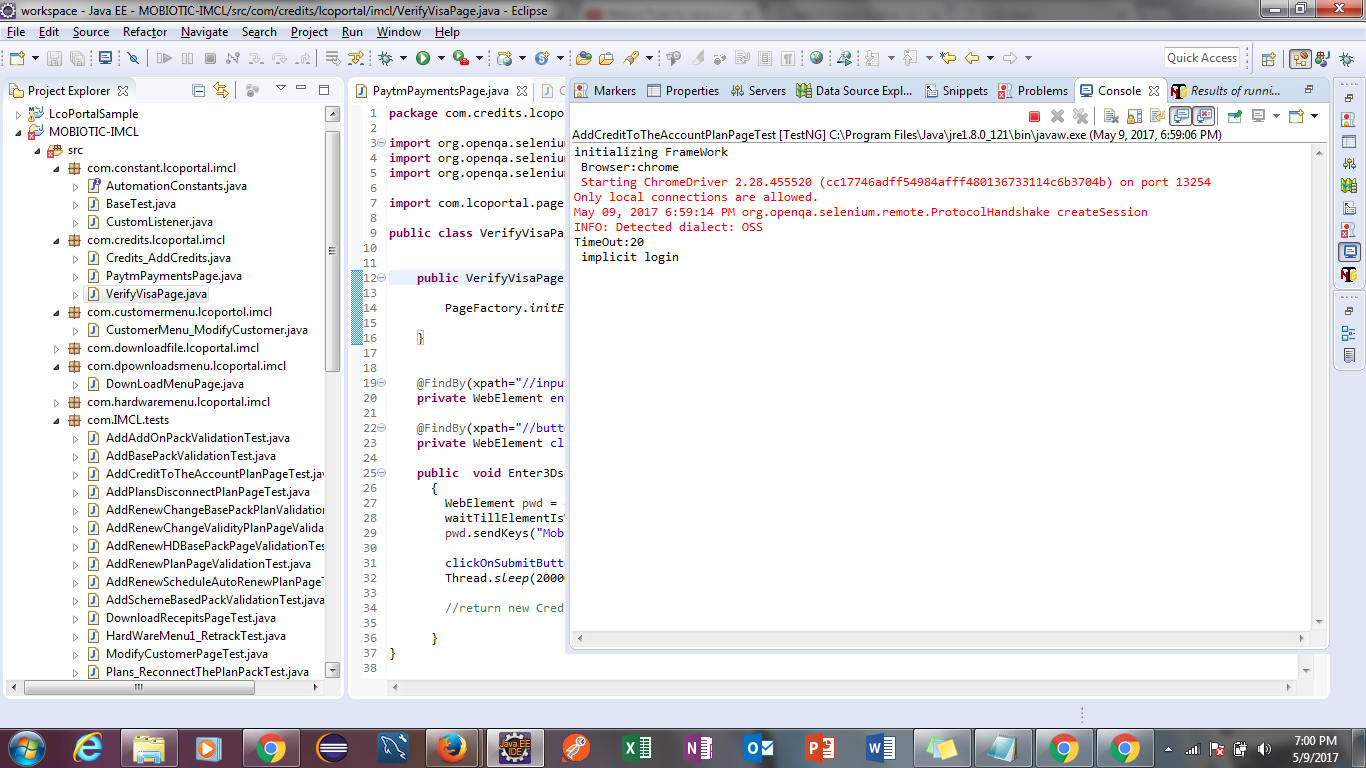 workspace - Java EE - MOBIOTIC-IMCL/src/com/credits/lcoportal/imcl/VerifyVisaPage.java - Eclipse
File Edit Source Refactor Navigate Search Project Run Window Help
Quick Access
Project Explorer
LcoPortalSample
MOBIOTIC-IMCL
src
com.constant.lcoportal.imcl
AutomationConstants.java
BaseTest.java
CustomListener.java
com.credits.lcoportal.imcl
Credits_AddCredits.java
PaytmPaymentsPage.java
VerifyVisaPage.java
com.customermenu.lcoportol.imcl
CustomerMenu_ModifyCustomer.java
com.downloadfile.lcoportal.imcl
com.dpownloadsmenu.lcoportal.imcl
DownLoadMenuPage.java
com.hardwaremenu.lcoportal.imcl
com.IMCL.tests
AddAddOnPackValidationTest.java
AddBasePackValidationTest.java
AddCreditToTheAccountPlanPageTest.jav
AddPlansDisconnectPlanPageTest.java
AddRenewChangeBasePackPlanValidation
AddRenewChangeValidityPlanPageValida
AddRenewHDBasePackPageValidationTes
AddRenewPlanPageValidationTest.java
AddRenewScheduleAutoRenewPlanPageT
AddSchemeBasedPackValidationTest.java
DownloadRecepitsPageTest.java
HardWareMenu1_RetrackTest.java
ModifyCustomerPageTest.java
Plans_ReconnectThePlanPackTest.java
PaytmPaymentsPage.java
1 package com.credits.lcopo
2
3 import org.openqa.seleniu
4 import org.openqa.seleniu
5 import org.openqa.seleniu
6
7 import com.lcoportal.page
8
9 public class VerifyVisaPa
10
11
12 public VerifyVisaPage
13
14 PageFactory.initE
15
16 }
17
18
19 @FindBy(xpath="//inpu
20 private WebElement en
21
22 @FindBy(xpath="//butt
23 private WebElement cl
24
25 public void Enter3Ds
26 {
27 WebElement pwd =
28 waitTillElementIs
29 pwd.sendKeys("Mob
30
31 clickOnSubmitButt
32 Thread.sleep(2000
33
34 //return new Cred
35
36 }
37 }
38
Markers Properties Servers Data Source Expl... Snippets Problems Console Results of runni...
AddCreditToTheAccountPlanPageTest [TestNG] C:\Program Files\Java\jre1.8.0_121\bin\javaw.exe (May 9, 2017, 6:59:06 PM)
initializing FrameWork
Browser:chrome
Starting ChromeDriver 2.28.455520 (cc17746adff54984afff480136733114c6b3704b) on port 13254
Only local connections are allowed.
May 09, 2017 6:59:14 PM org.openqa.selenium.remote.ProtocolHandshake createSession
INFO: Detected dialect: OSS
TimeOut:20
implicit login
7:00 PM
5/9/2017